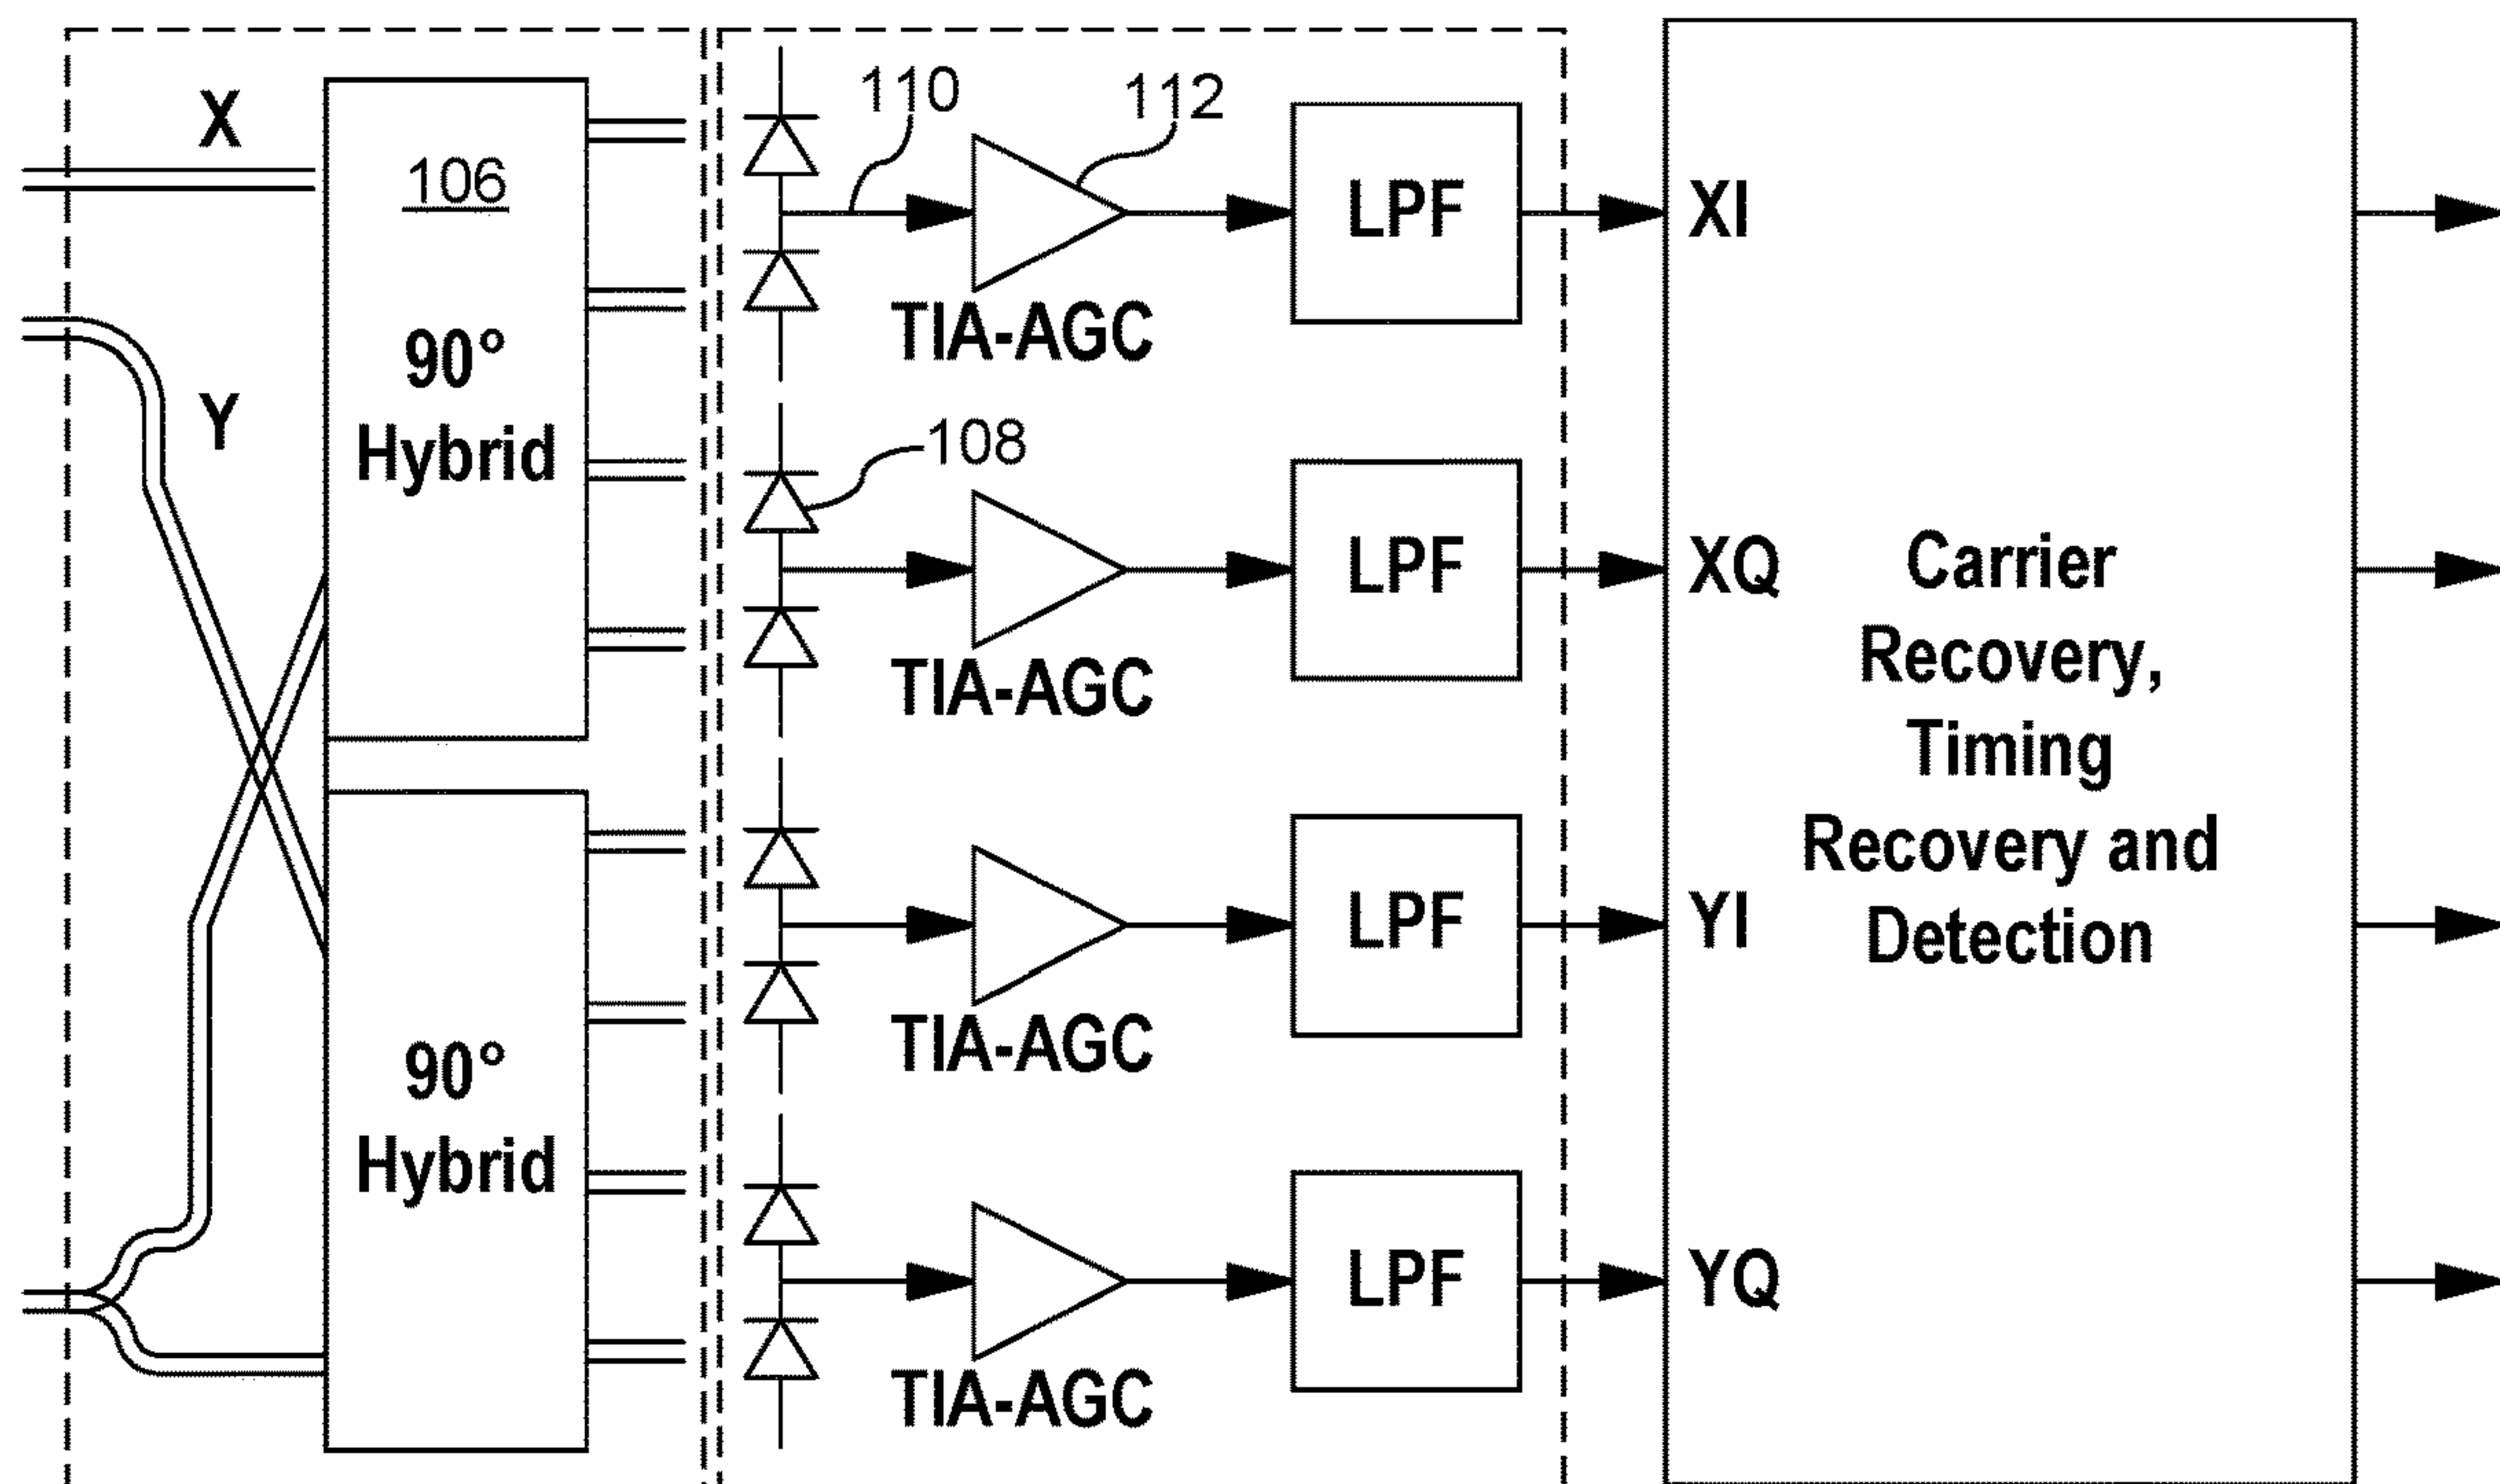 X
106
90°
Hybrid
Y
90°
Hybrid
110
112
LPF
TIA-AGC
108
LPF
TIA-AGC
LPF
TIA-AGC
LPF
TIA-AGC
XI
XQ
YI
YQ
Carrier
Recovery,
Timing
Recovery and
Detection